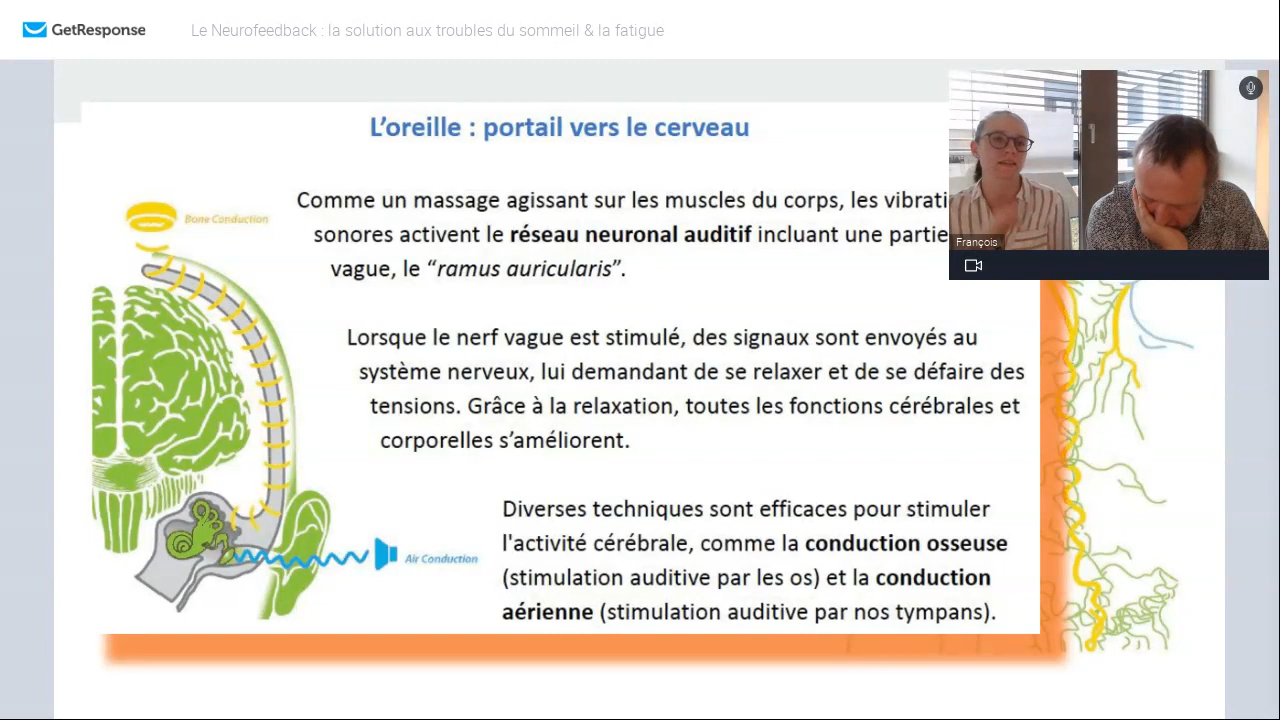 GetResponse
Le Neurofeedback : la solution aux troubles du sommeil & la fatigue
L'oreille : portail vers le cerveau
Comme un massage agissant sur les muscles du corps, les vibrati
sonores activent le réseau neuronal auditif incluant une partie
vague, le “ramus auricularis”.
Bone Conduction
François
Lorsque le nerf vague est stimulé, des signaux sont envoyés au
système nerveux, lui demandant de se relaxer et de se défaire des
tensions. Grâce à la relaxation, toutes les fonctions cérébrales et
corporelles s'améliorent.
Diverses techniques sont efficaces pour stimuler
l'activité cérébrale, comme la conduction osseuse
(stimulation auditive par les os) et la conduction
aérienne (stimulation auditive par nos tympans).
Air Conduction